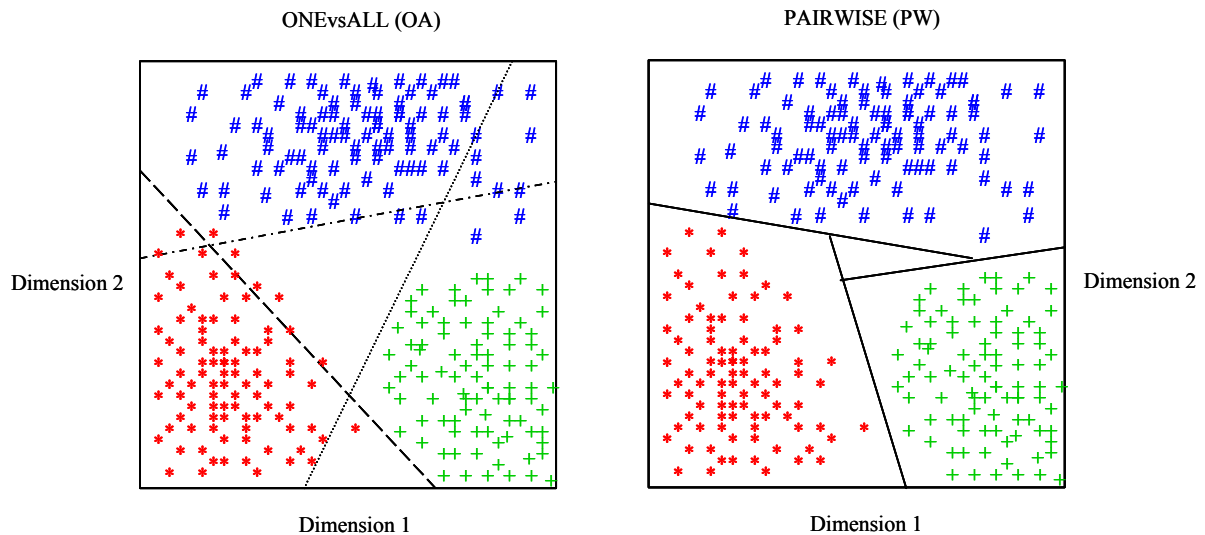 ONEvsALL (OA)
PAIRWISE (PW)
Dimension 2
Dimension 2
Dimension 1
Dimension 1